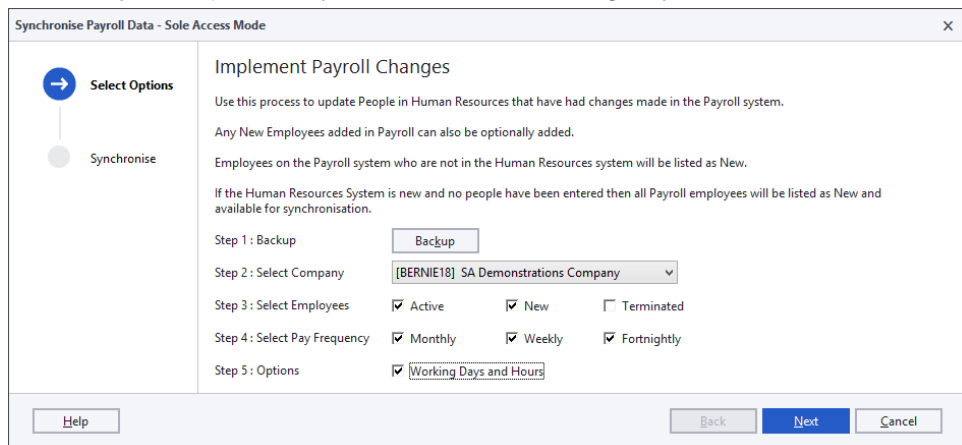 Synchronise Payroll Data - Sole Access Mode
Select Options
Synchronise
Implement Payroll Changes
Use this process to update People in Human Resources that have had changes made in the Payroll system.
Any New Employees added in Payroll can also be optionally added.
Employees on the Payroll system who are not in the Human Resources system will be listed as New.
If the Human Resources System is new and no people have been entered then all Payroll employees will be listed as New and
available for synchronisation.
Step 1 : Backup Backup
Step 2 : Select Company [BERNIE18] SA Demonstrations Company
Step 3 : Select Employees Active New Terminated
Step 4 : Select Pay Frequency Monthly Weekly Fortnightly
Step 5 : Options Working Days and Hours
Help Back Next Cancel